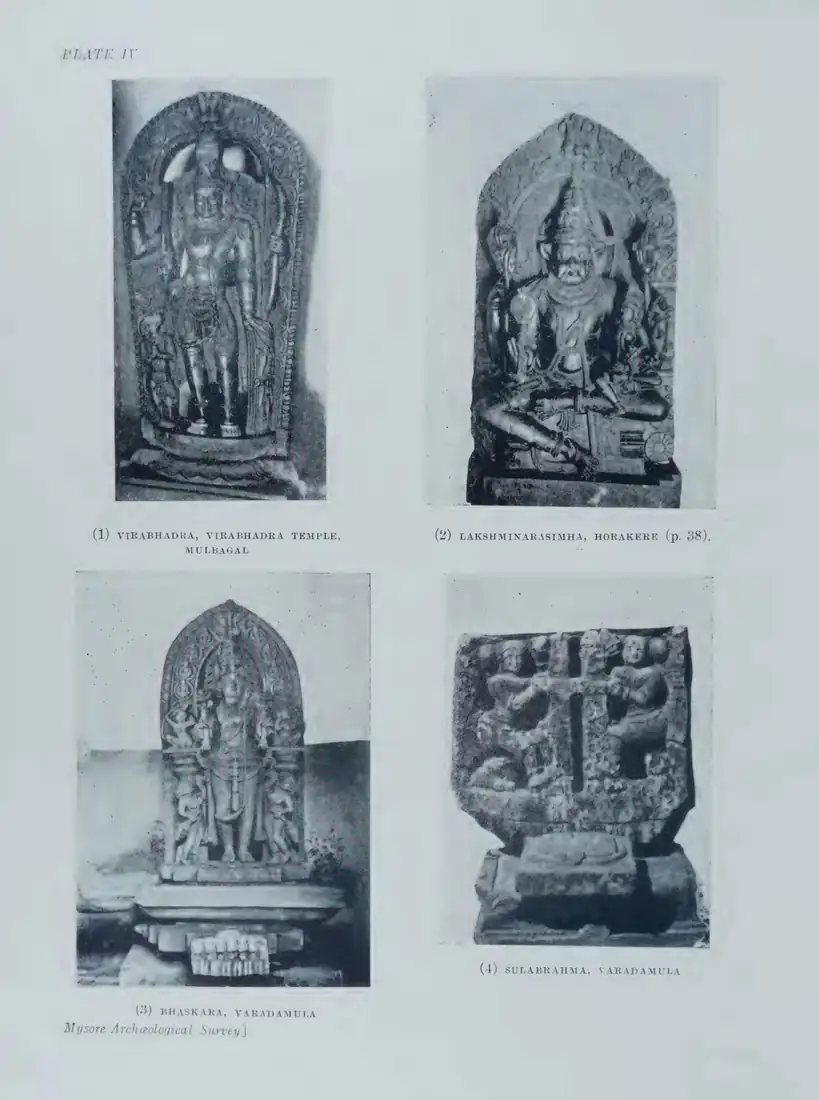 PLATE IV
(1) VIRABHADRA, VIRABHADRA TEMPLE,
MULBAGAL
(2) LAKSHMINARASIMHA, HORAKERE (p. 38).
(3) BHASKARA, VARADAMULA
(4) SULABRAHMA, VARADAMULA
Mysore Archæological Survey]